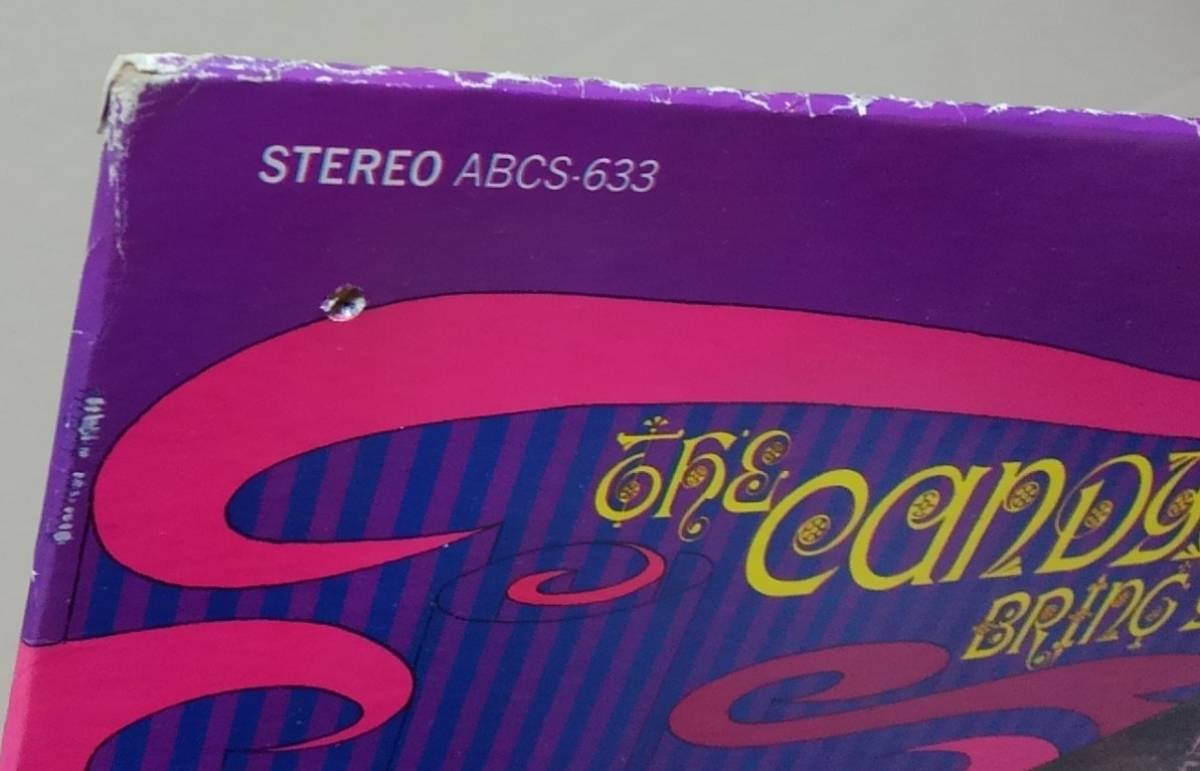 STEREO ABCS-633
THE CANDY
BRING